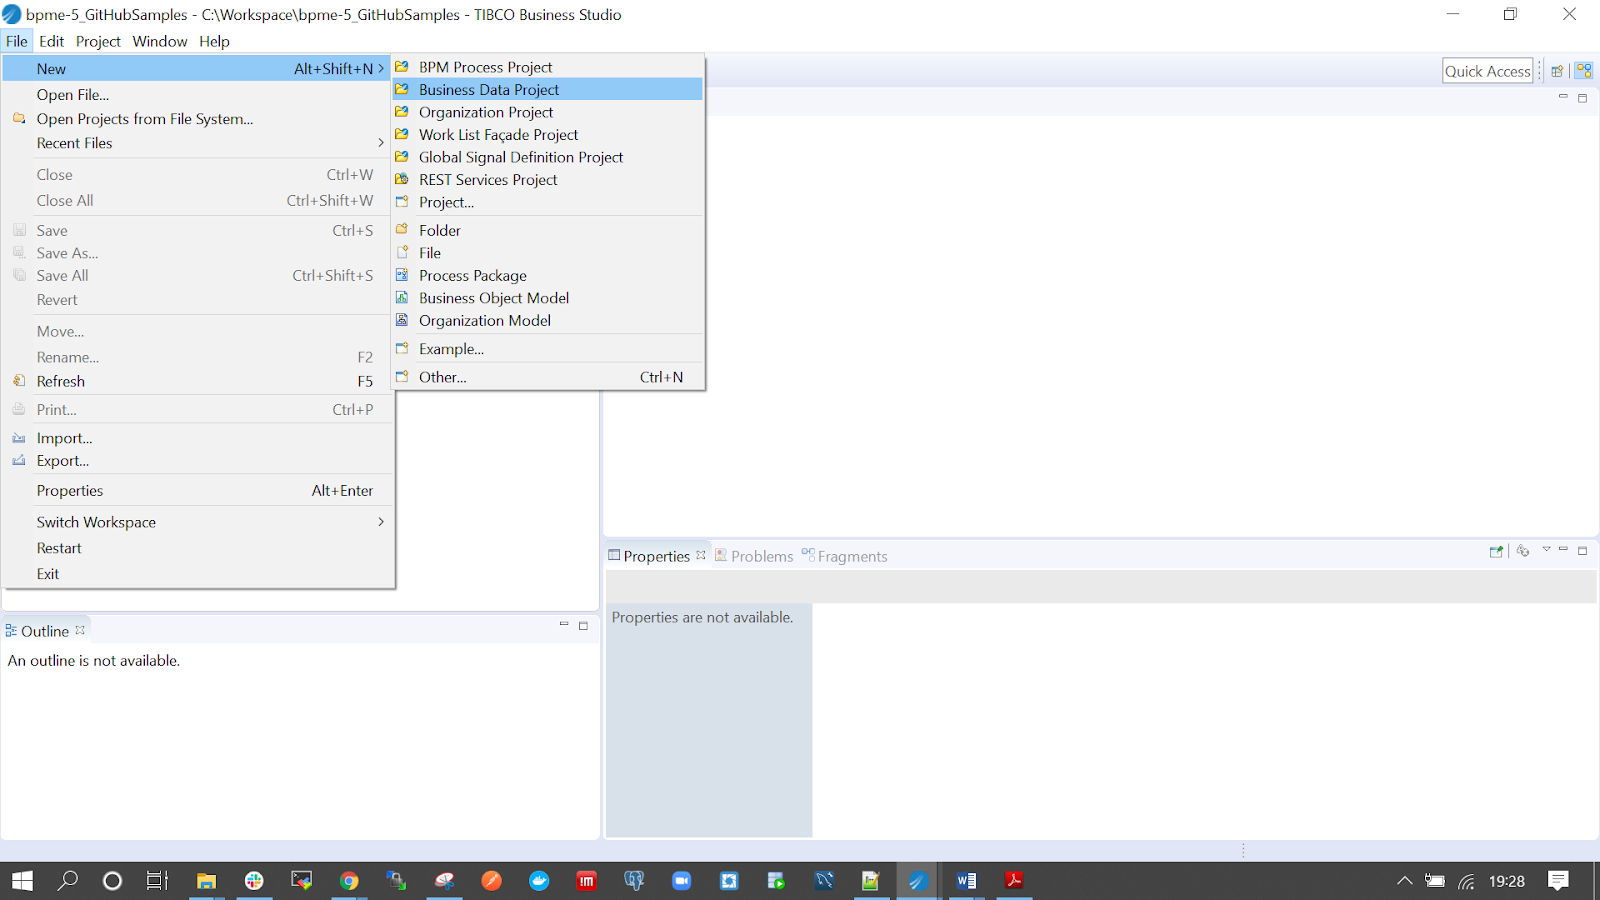 bpme-5_GitHubSamples - C:\Workspace\bpme-5_GitHubSamples - TIBCO Business Studio
File Edit Project Window Help
New Alt+Shift+N
Open File...
Open Projects from File System...
Recent Files
Close Ctrl+W
Close All Ctrl+Shift+W
Save Ctrl+S
Save As...
Save All Ctrl+Shift+S
Revert
Move...
Rename... F2
Refresh F5
Print... Ctrl+P
Import...
Export...
Properties Alt+Enter
Switch Workspace
Restart
Exit
BPM Process Project
Business Data Project
Organization Project
Work List Façade Project
Global Signal Definition Project
REST Services Project
Project...
Folder
File
Process Package
Business Object Model
Organization Model
Example...
Other... Ctrl+N
Quick Access
Properties Problems Fragments
Properties are not available.
Outline
An outline is not available.
im
19:28